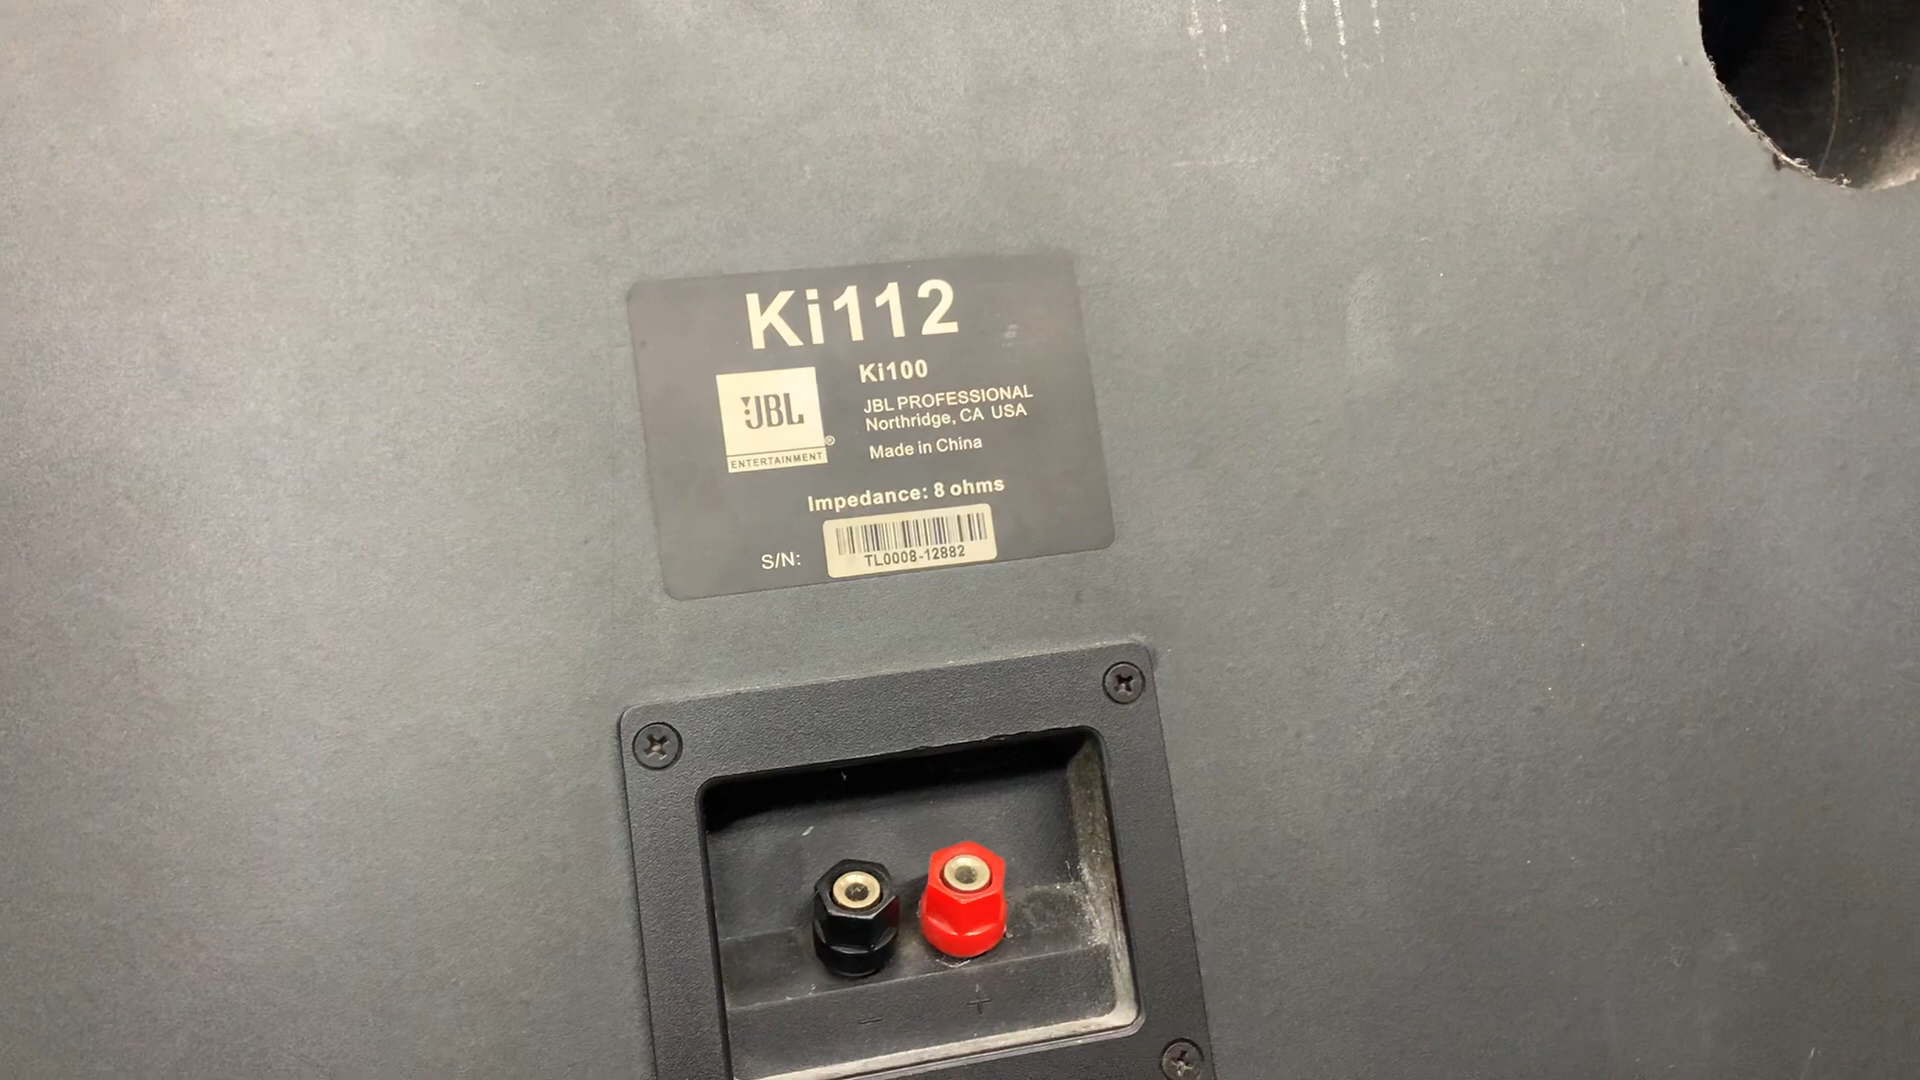 Ki112
Ki100
JBL
®
ENTERTAINMENT
JBL PROFESSIONAL
Northridge, CA USA
Made in China
Impedance: 8 ohms
S/N:
TL0008-12882
- +